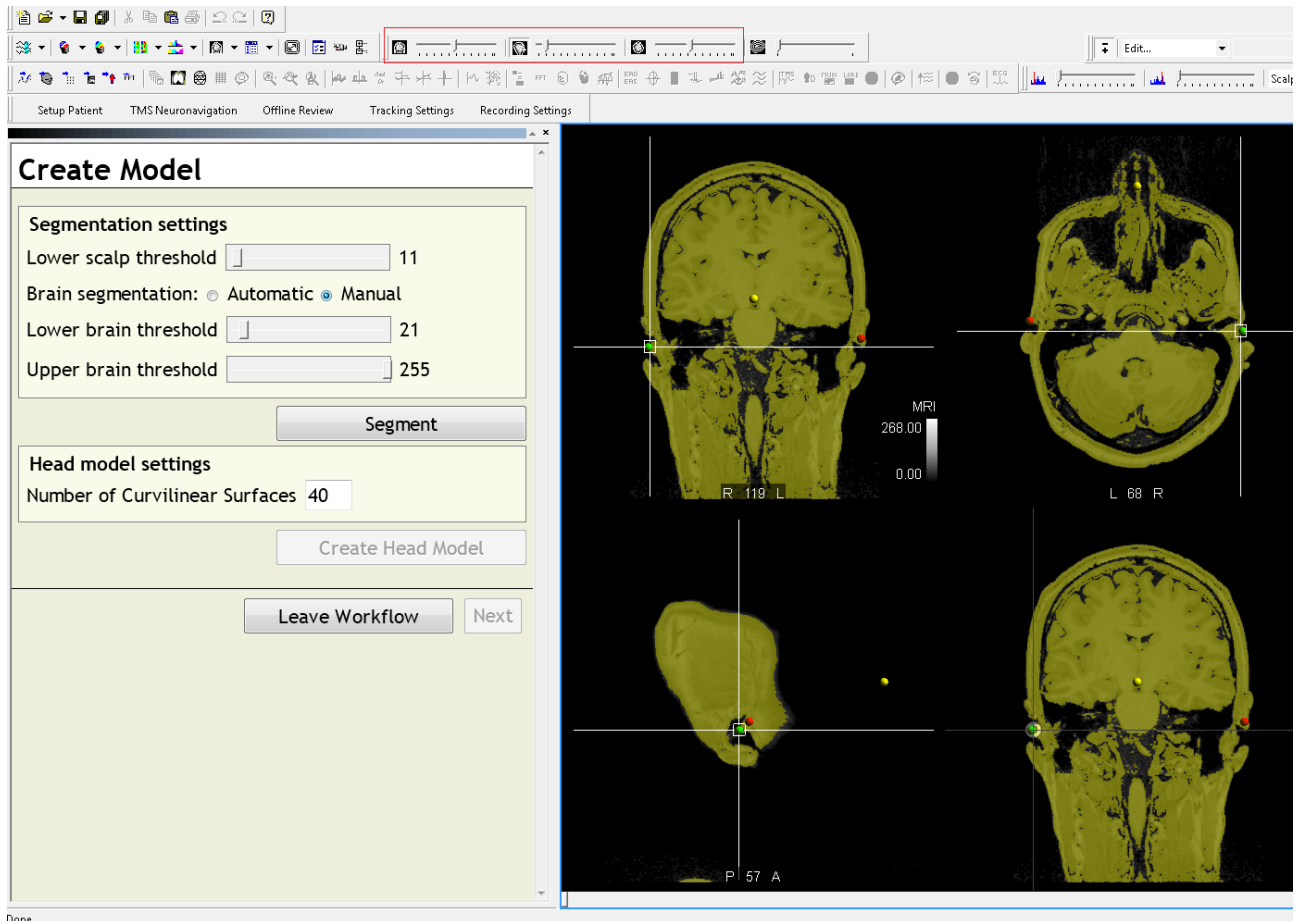 Edit...
Scalp
Setup Patient TMS Neuronavigation Offline Review Tracking Settings Recording Settings
Create Model
Segmentation settings
Lower scalp threshold 11
Brain segmentation: Automatic Manual
Lower brain threshold 21
Upper brain threshold 255
Segment
Head model settings
Number of Curvilinear Surfaces 40
Create Head Model
Leave Workflow Next
MRI
268.00
0.00
R 119 L
L 68 R
P 57 A
Done